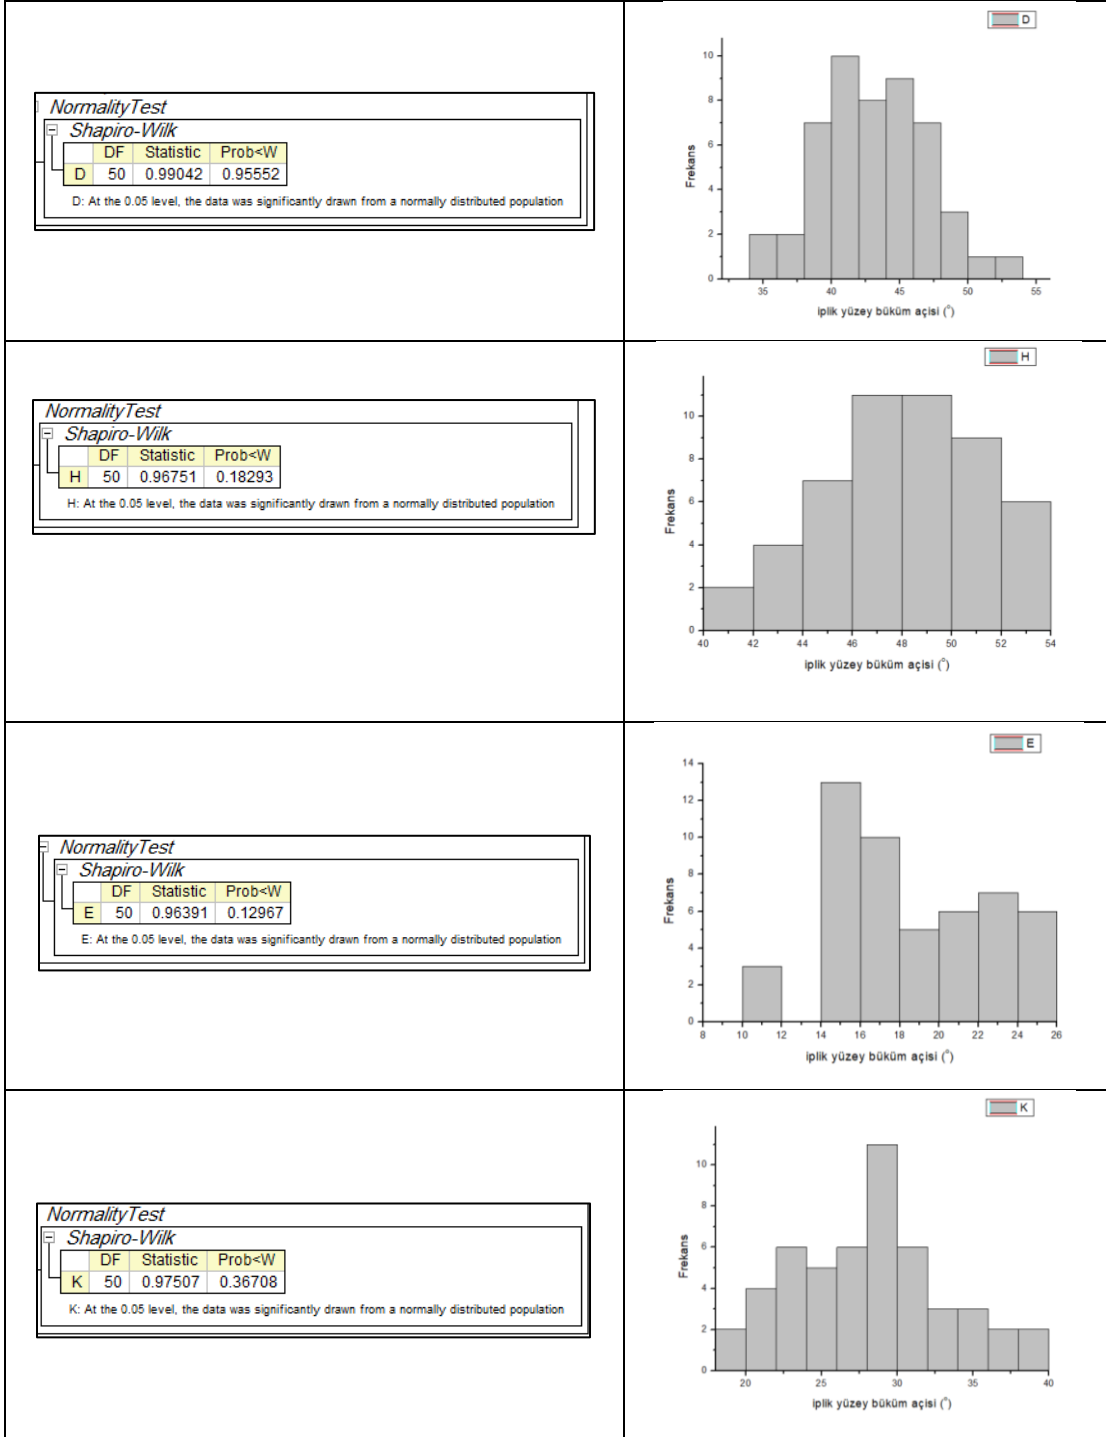 NormalityTest
Shapiro-Wilk
DF Statistic Prob<W
D 50 0.99042 0.95552
D: At the 0.05 level, the data was significantly drawn from a normally distributed population
D
10
8
6
4
2
0
Frekans
35 40 45 50 55
iplik yüzey büküm açisi (°)
NormalityTest
Shapiro-Wilk
DF Statistic Prob<W
H 50 0.96751 0.18293
H: At the 0.05 level, the data was significantly drawn from a normally distributed population
H
10
8
6
4
2
0
Frekans
40 42 44 46 48 50 52 54
iplik yüzey büküm açisi (°)
NormalityTest
Shapiro-Wilk
DF Statistic Prob<W
E 50 0.96391 0.12967
E: At the 0.05 level, the data was significantly drawn from a normally distributed population
E
14
12
10
8
6
4
2
0
Frekans
8 10 12 14 16 18 20 22 24 26
iplik yüzey büküm açisi (°)
NormalityTest
Shapiro-Wilk
DF Statistic Prob<W
K 50 0.97507 0.36708
K: At the 0.05 level, the data was significantly drawn from a normally distributed population
K
10
8
6
4
2
0
Frekans
20 25 30 35 40
iplik yüzey büküm açisi (°)